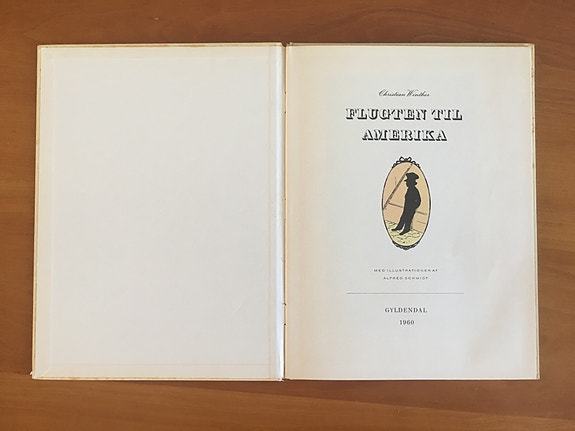 Christian Winther
FLUGTEN TIL
AMERIKA
MED ILLUSTRATIONER AF
ALFRED SCHMIDT
GYLDENDAL
1960